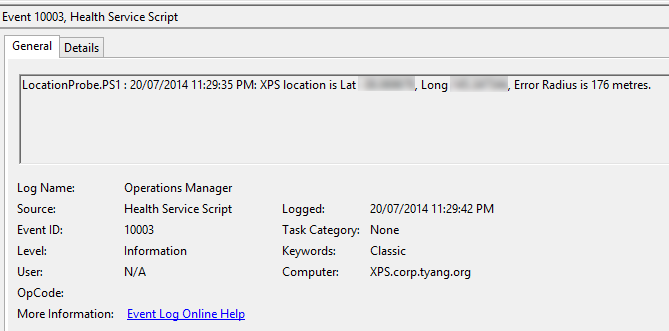 Event 10003, Health Service Script
General Details
LocationProbe.PS1 : 20/07/2014 11:29:35 PM: XPS location is Lat , Long , Error Radius is 176 metres.
Log Name: Operations Manager
Source: Health Service Script Logged: 20/07/2014 11:29:42 PM
Event ID: 10003 Task Category: None
Level: Information Keywords: Classic
User: N/A Computer: XPS.corp.tyang.org
OpCode:
More Information: Event Log Online Help